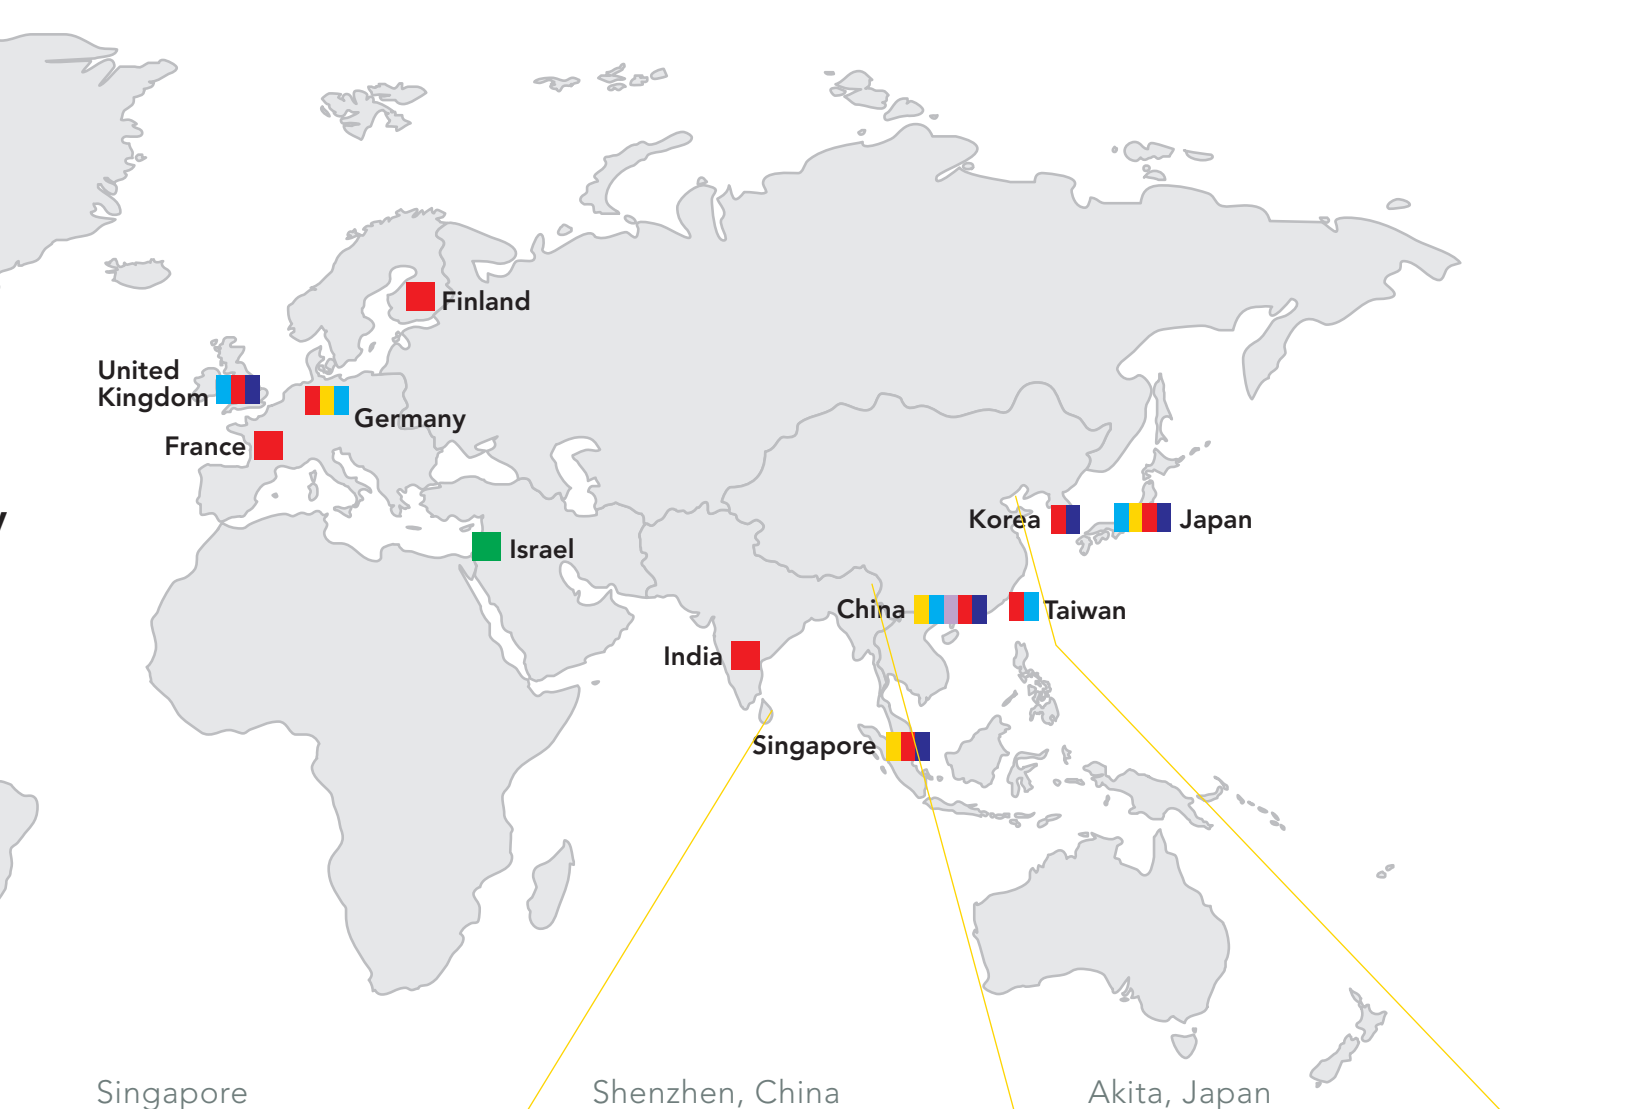 Finland
United
Kingdom
Germany
France
Korea
Japan
Israel
China
Taiwan
India
Singapore
Singapore
Shenzhen, China
Akita, Japan